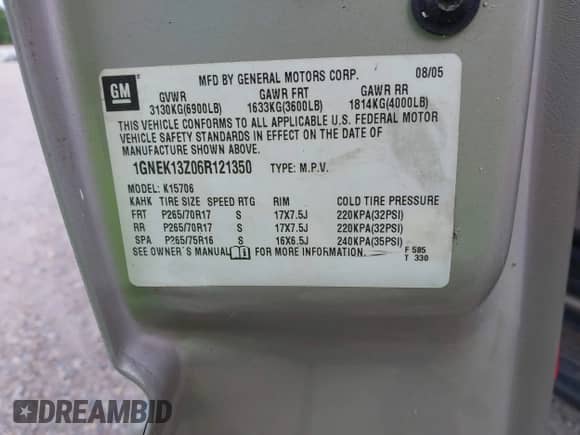 GM
MFD BY GENERAL MOTORS CORP. 08/05
GVWR GAWR FRT GAWR RR
3130KG(6900LB) 1633KG(3600LB) 1814KG(4000LB)
THIS VEHICLE CONFORMS TO ALL APPLICABLE U.S. FEDERAL MOTOR
VEHICLE SAFETY STANDARDS IN EFFECT ON THE DATE OF
MANUFACTURE SHOWN ABOVE.
1GNEK13Z06R121350 TYPE: M.P.V.
MODEL: K15706
KAHK TIRE SIZE SPEED RTG RIM COLD TIRE PRESSURE
FRT P265/70R17 S 17X7.5J 220KPA(32PSI)
RR P265/70R17 S 17X7.5J 220KPA(32PSI)
SPA P265/75R16 S 16X6.5J 240KPA(35PSI)
SEE OWNER'S MANUAL FOR MORE INFORMATION. F 585
T 330
DREAMBID